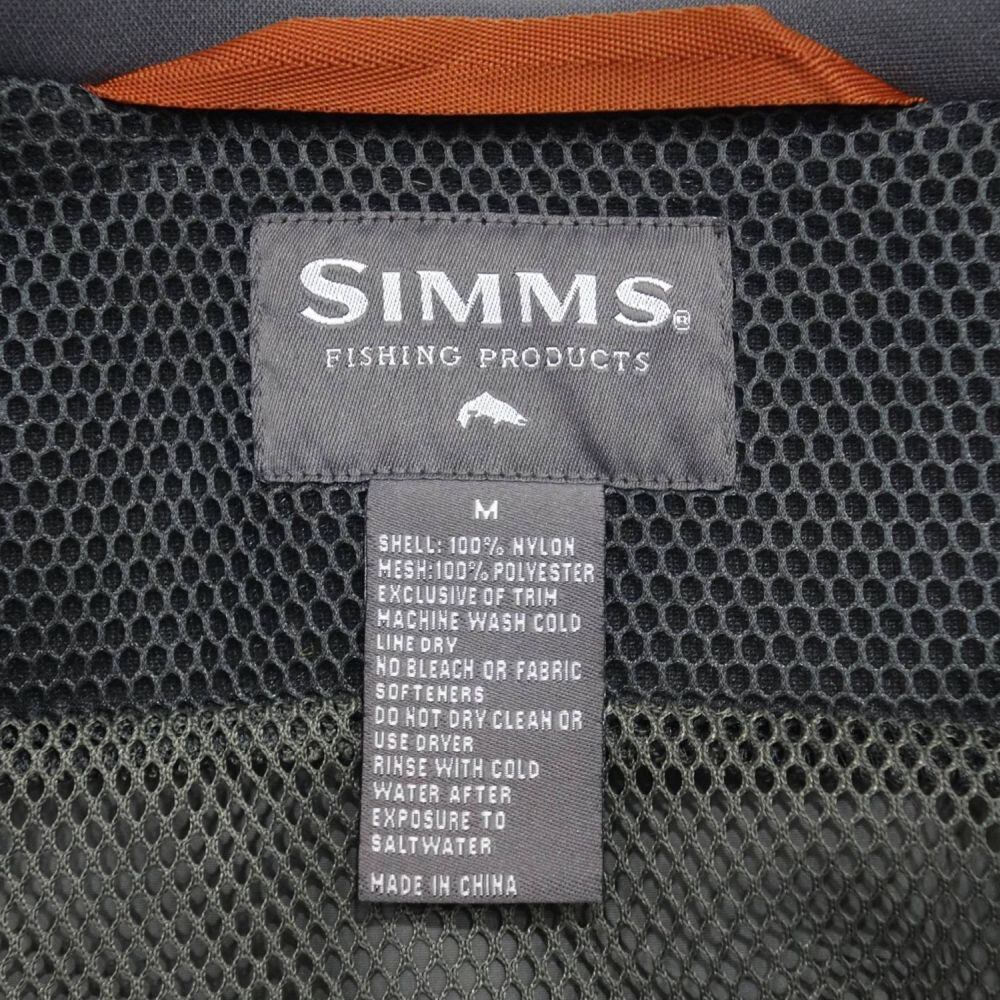 SIMMS®
FISHING PRODUCTS
M
SHELL: 100% NYLON
MESH:100% POLYESTER
EXCLUSIVE OF TRIM
MACHINE WASH COLD
LINE DRY
NO BLEACH OR FABRIC
SOFTENERS
DO NOT DRY CLEAN OR
USE DRYER
RINSE WITH COLD
WATER AFTER
EXPOSURE TO
SALTWATER
MADE IN CHINA